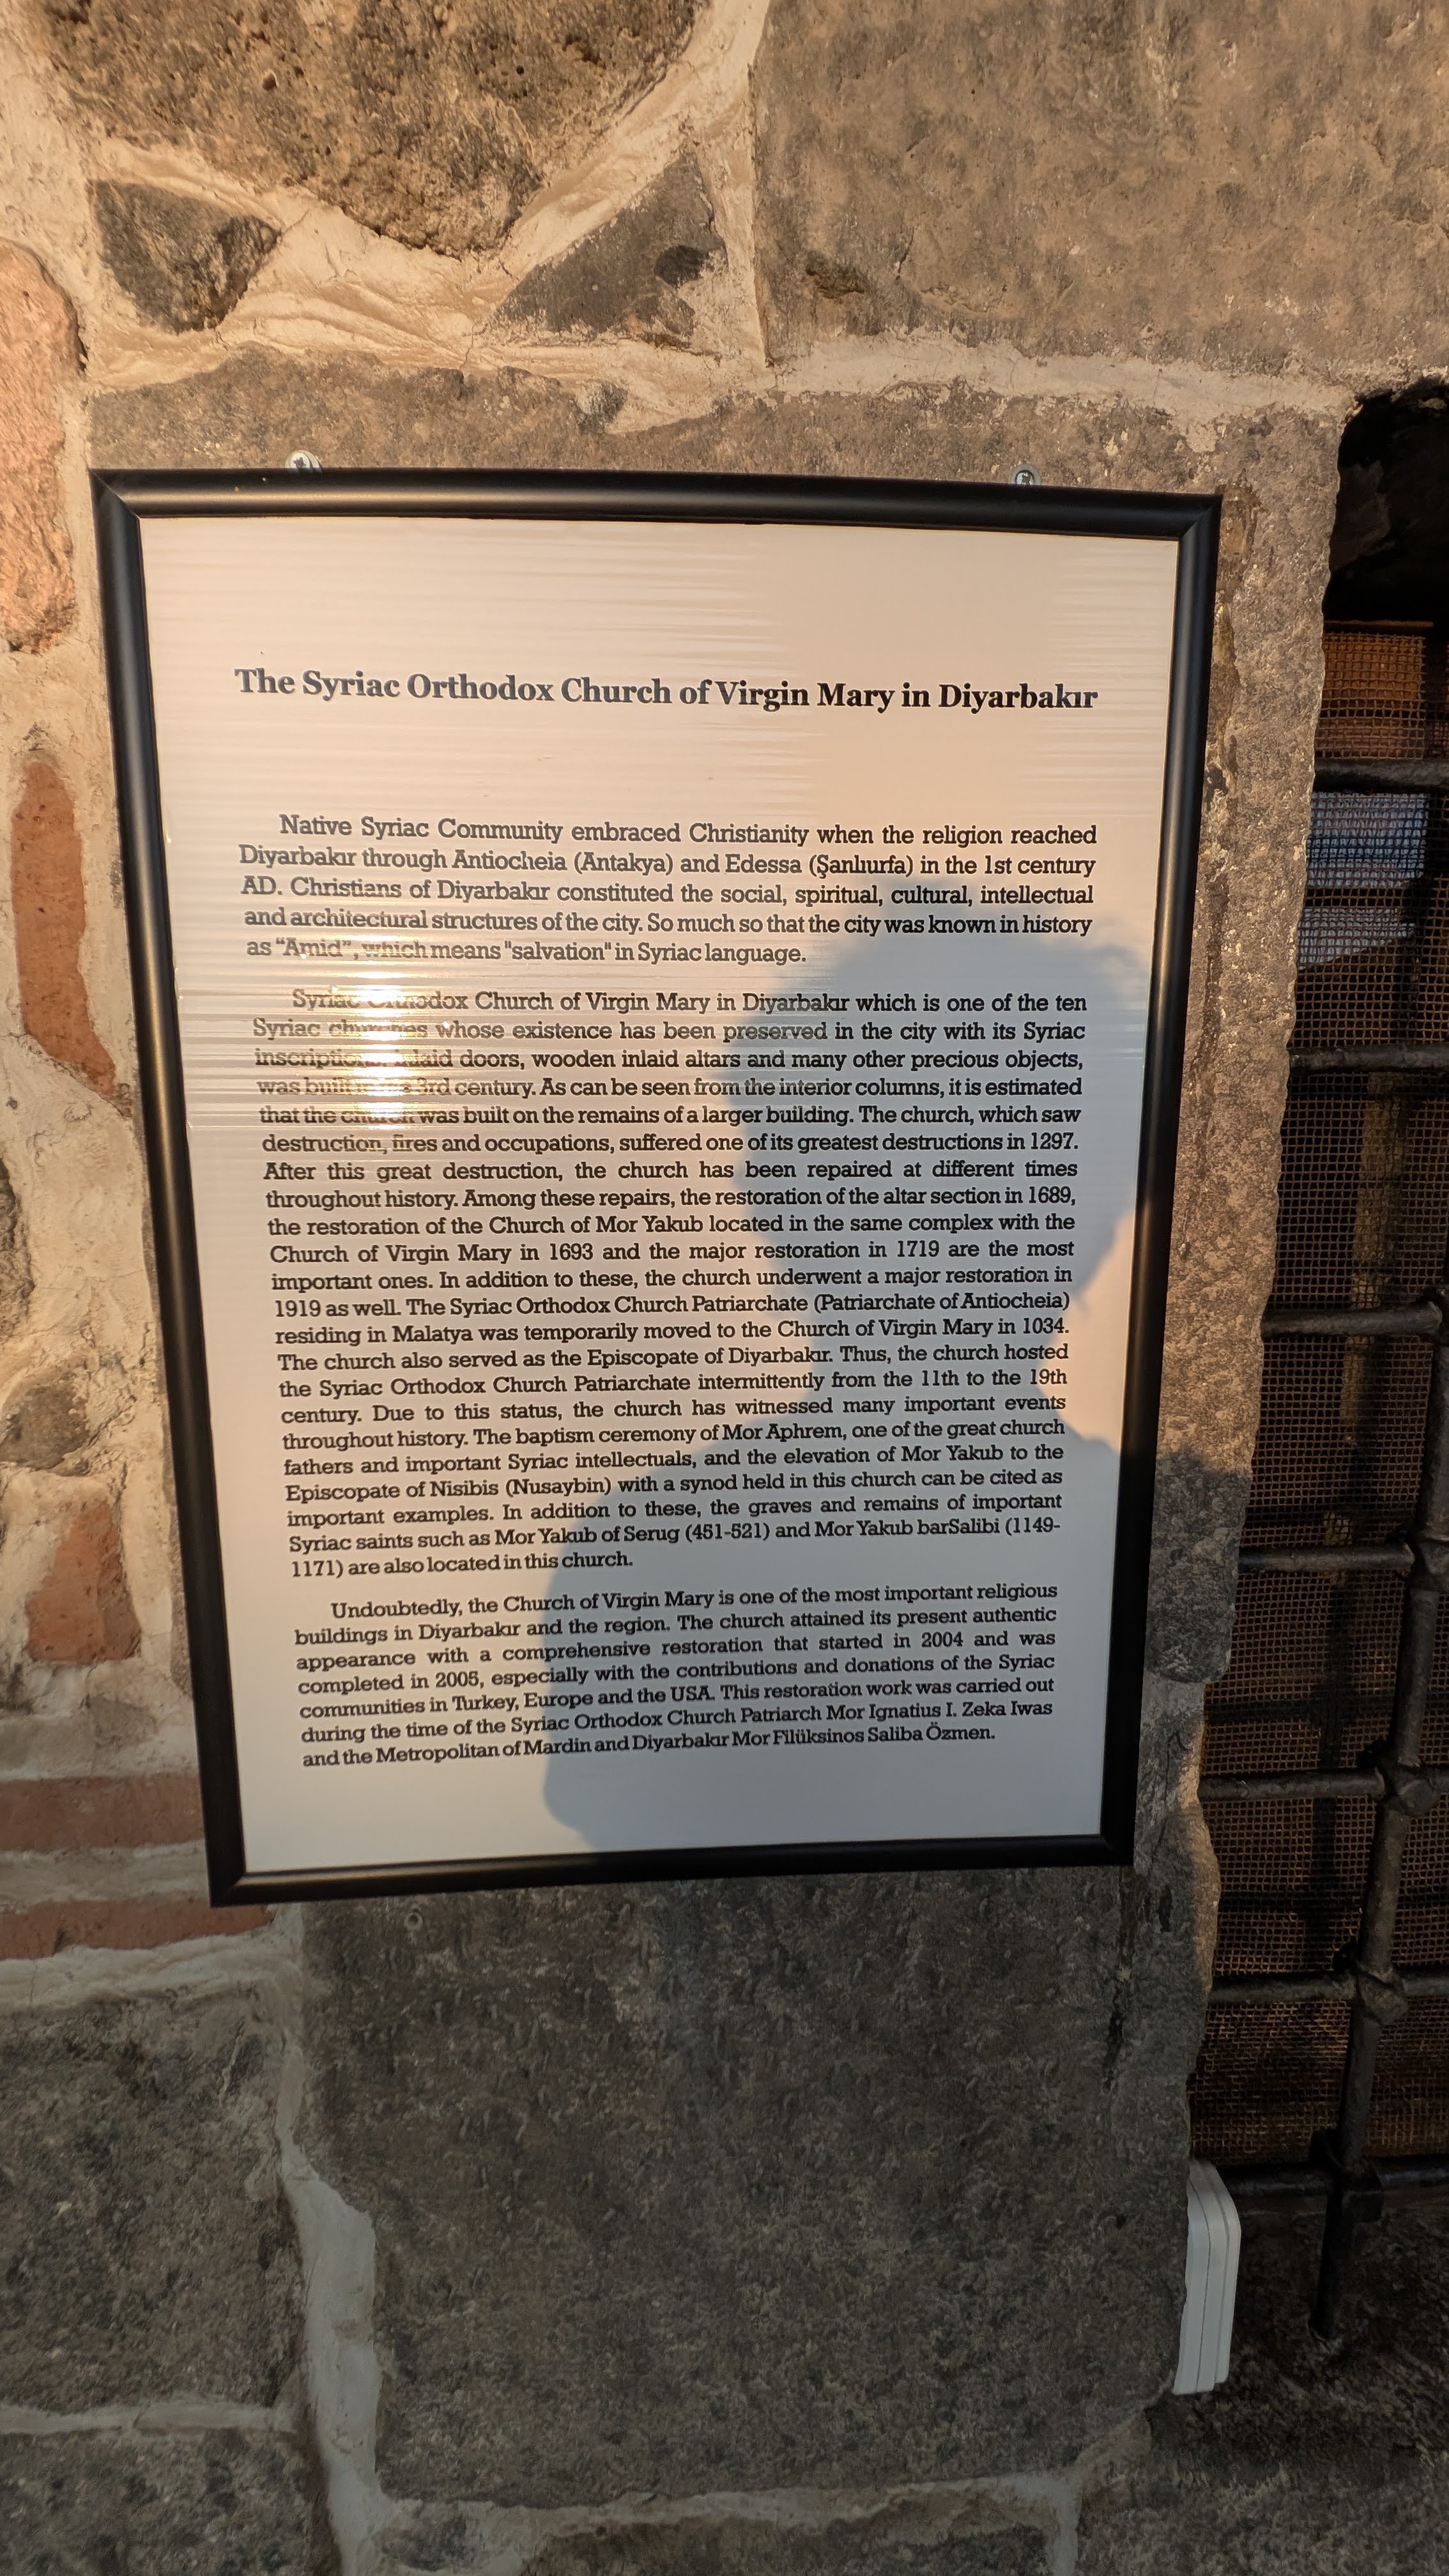 The Syriac Orthodox Church of Virgin Mary in Diyarbakır
Native Syriac Community embraced Christianity when the religion reached
Diyarbakır through Antiocheia (Antakya) and Edessa (Şanlıurfa) in the 1st century
AD. Christians of Diyarbakır constituted the social, spiritual, cultural, intellectual
and architectural structures of the city. So much so that the city was known in history
as "Amid", which means "salvation" in Syriac language.
Syriac Orthodox Church of Virgin Mary in Diyarbakır which is one of the ten
Syriac churches whose existence has been preserved in the city with its Syriac
inlaid doors, wooden inlaid altars and many other precious objects,
was built 3rd century. As can be seen from the interior columns, it is estimated
that the church was built on the remains of a larger building. The church, which saw
destruction, fires and occupations, suffered one of its greatest destructions in 1297.
After this great destruction, the church has been repaired at different times
throughout history. Among these repairs, the restoration of the altar section in 1689,
the restoration of the Church of Mor Yakub located in the same complex with the
Church of Virgin Mary in 1693 and the major restoration in 1719 are the most
important ones. In addition to these, the church underwent a major restoration in
1919 as well. The Syriac Orthodox Church Patriarchate (Patriarchate of Antiocheia)
residing in Malatya was temporarily moved to the Church of Virgin Mary in 1034.
The church also served as the Episcopate of Diyarbakır. Thus, the church hosted
the Syriac Orthodox Church Patriarchate intermittently from the 11th to the 19th
century. Due to this status, the church has witnessed many important events
throughout history. The baptism ceremony of Mor Aphrem, one of the great church
fathers and important Syriac intellectuals, and the elevation of Mor Yakub to the
Episcopate of Nisibis (Nusaybin) with a synod held in this church can be cited as
important examples. In addition to these, the graves and remains of important
Syriac saints such as Mor Yakub of Serug (451-521) and Mor Yakub barSalibi (1149-
1171) are also located in this church.
Undoubtedly, the Church of Virgin Mary is one of the most important religious
buildings in Diyarbakır and the region. The church attained its present authentic
appearance with a comprehensive restoration that started in 2004 and was
completed in 2005, especially with the contributions and donations of the Syriac
communities in Turkey, Europe and the USA. This restoration work was carried out
during the time of the Syriac Orthodox Church Patriarch Mor Ignatius I. Zeka Iwas
and the Metropolitan of Mardin and Diyarbakır Mor Filüksinos Saliba Özmen.